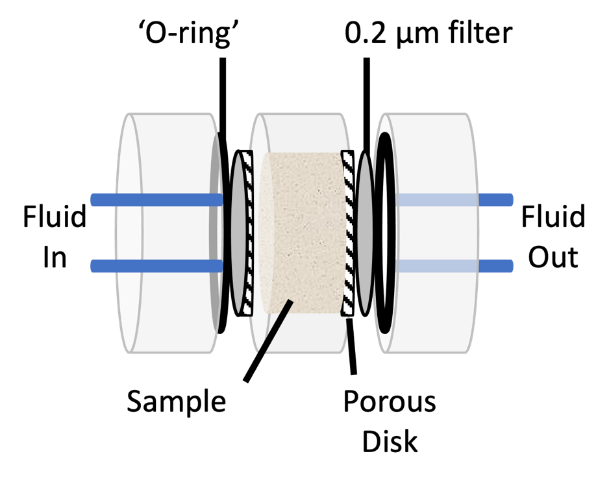 ‘O-ring’
0.2 µm filter
Fluid
In
Fluid
Out
Sample
Porous
Disk